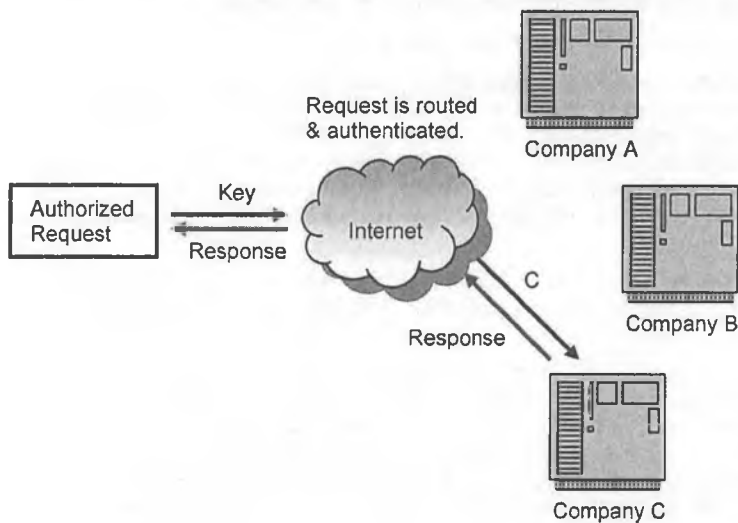 Company A
Request is routed
& authenticated.
Authorized
Request
Key
Response
Internet
Company B
C
Response
Company C